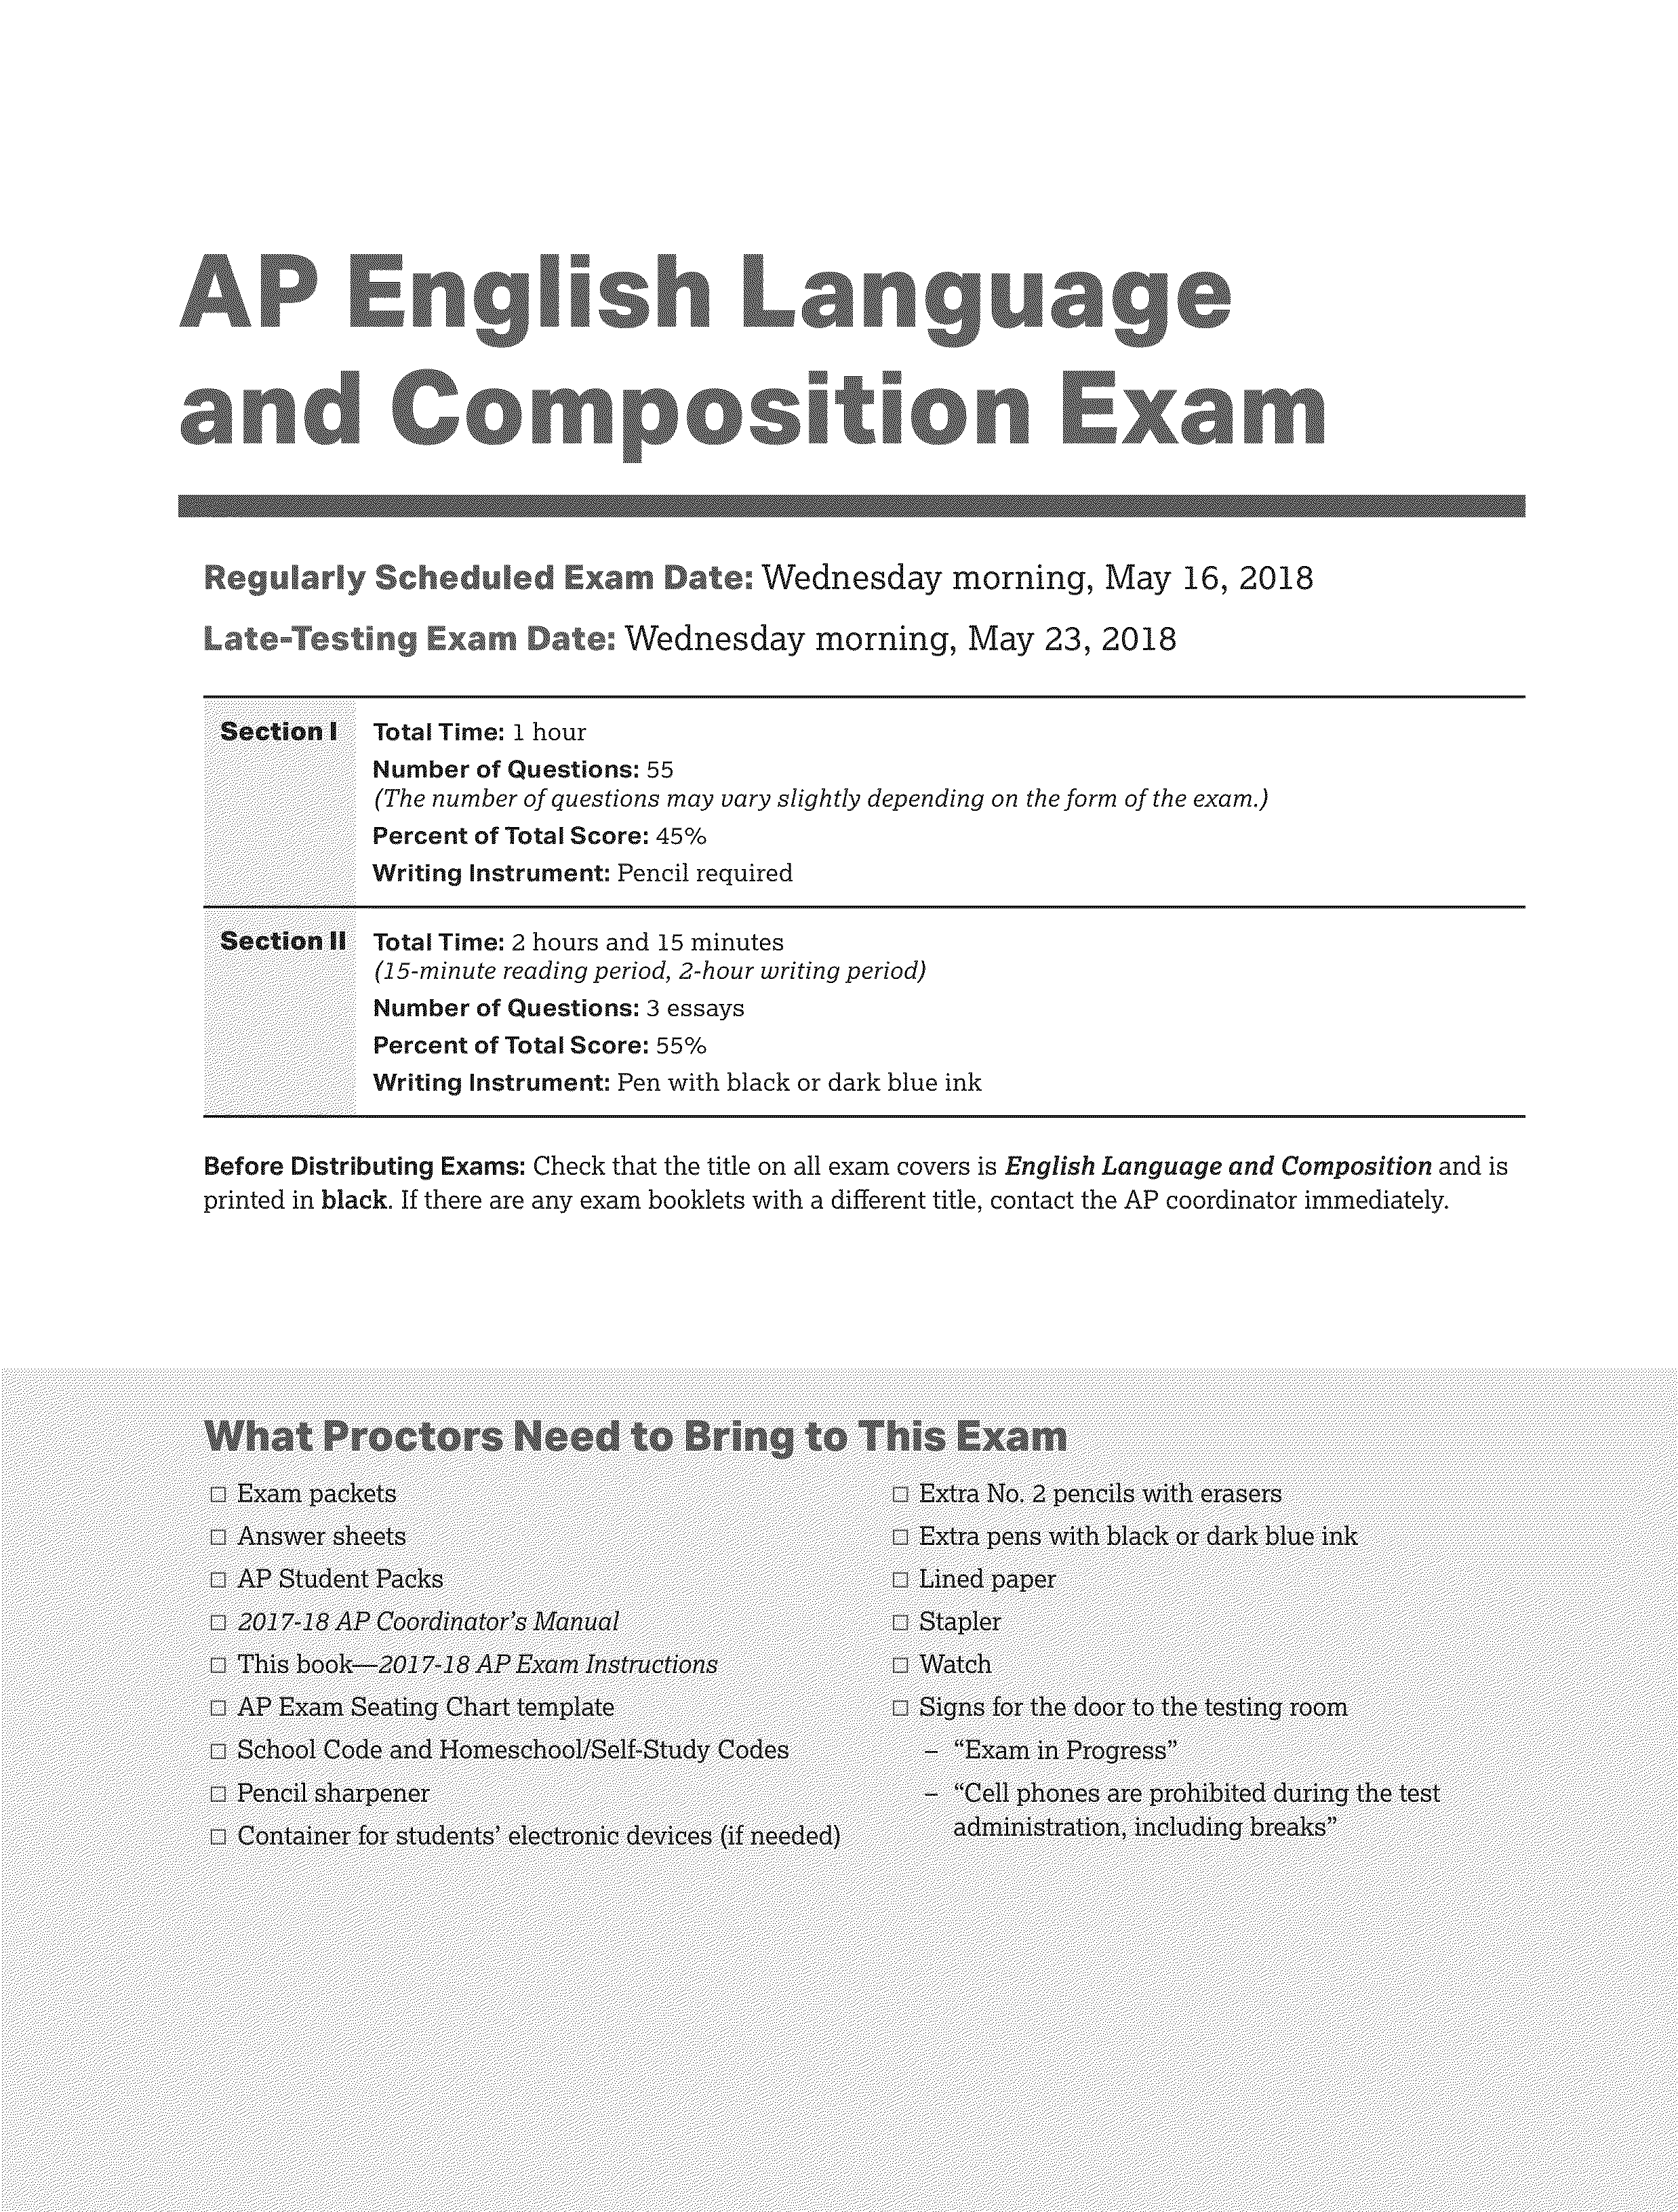 AP English Language
and Composition Exam
Regularly Scheduled Exam Date: Wednesday morning, May 16, 2018
Late-Testing Exam Date: Wednesday morning, May 23, 2018
Section I
Total Time: 1 hour
Number of Questions: 55
(The number of questions may vary slightly depending on the form of the exam.)
Percent of Total Score: 45%
Writing Instrument: Pencil required
Section II
Total Time: 2 hours and 15 minutes
(15-minute reading period, 2-hour writing period)
Number of Questions: 3 essays
Percent of Total Score: 55%
Writing Instrument: Pen with black or dark blue ink
Before Distributing Exams: Check that the title on all exam covers is English Language and Composition and is
printed in black. If there are any exam booklets with a different title, contact the AP coordinator immediately.
What Proctors Need to Bring to This Exam
□ Exam packets
□ Answer sheets
□ AP Student Packs
□ 2017-18 AP Coordinator's Manual
□ This book—2017-18 AP Exam Instructions
□ AP Exam Seating Chart template
□ School Code and Homeschool/Self-Study Codes
□ Pencil sharpener
□ Container for students' electronic devices (if needed)
□ Extra No. 2 pencils with erasers
□ Extra pens with black or dark blue ink
□ Lined paper
□ Stapler
□ Watch
□ Signs for the door to the testing room
– "Exam in Progress"
– "Cell phones are prohibited during the test
administration, including breaks"